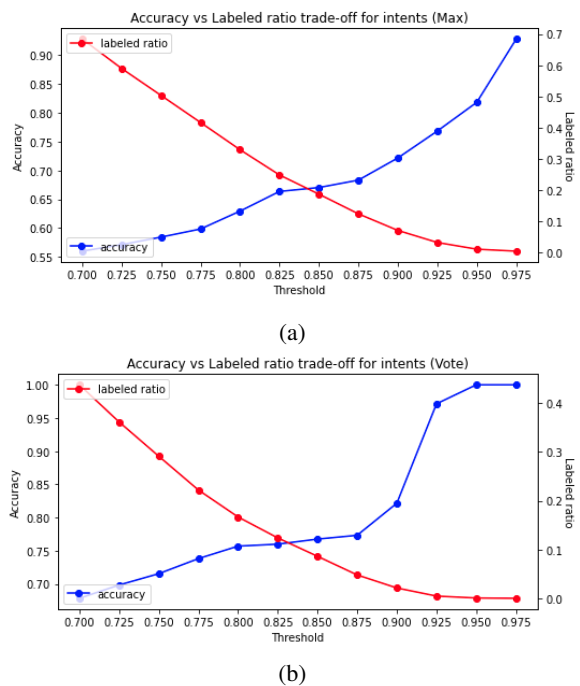 Accuracy vs Labeled ratio trade-off for intents (Max)
labeled ratio
accuracy
0.90
0.85
0.80
0.75
0.70
0.65
0.60
0.55
Accuracy
0.7
0.6
0.5
0.4
0.3
0.2
0.1
0.0
Labeled ratio
0.700 0.725 0.750 0.775 0.800 0.825 0.850 0.875 0.900 0.925 0.950 0.975
Threshold
(a)
Accuracy vs Labeled ratio trade-off for intents (Vote)
labeled ratio
accuracy
1.00
0.95
0.90
0.85
0.80
0.75
0.70
Accuracy
0.4
0.3
0.2
0.1
0.0
Labeled ratio
0.700 0.725 0.750 0.775 0.800 0.825 0.850 0.875 0.900 0.925 0.950 0.975
Threshold
(b)